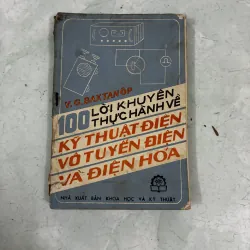 V. G. BAXTANỐP
100 LỜI KHUYÊN
THỰC HÀNH VỀ
KỸ THUẬT ĐIỆN
VÔ TUYẾN ĐIỆN
VÀ ĐIỆN HÓA
NHÀ XUẤT BẢN KHOA HỌC VÀ KỸ THUẬT